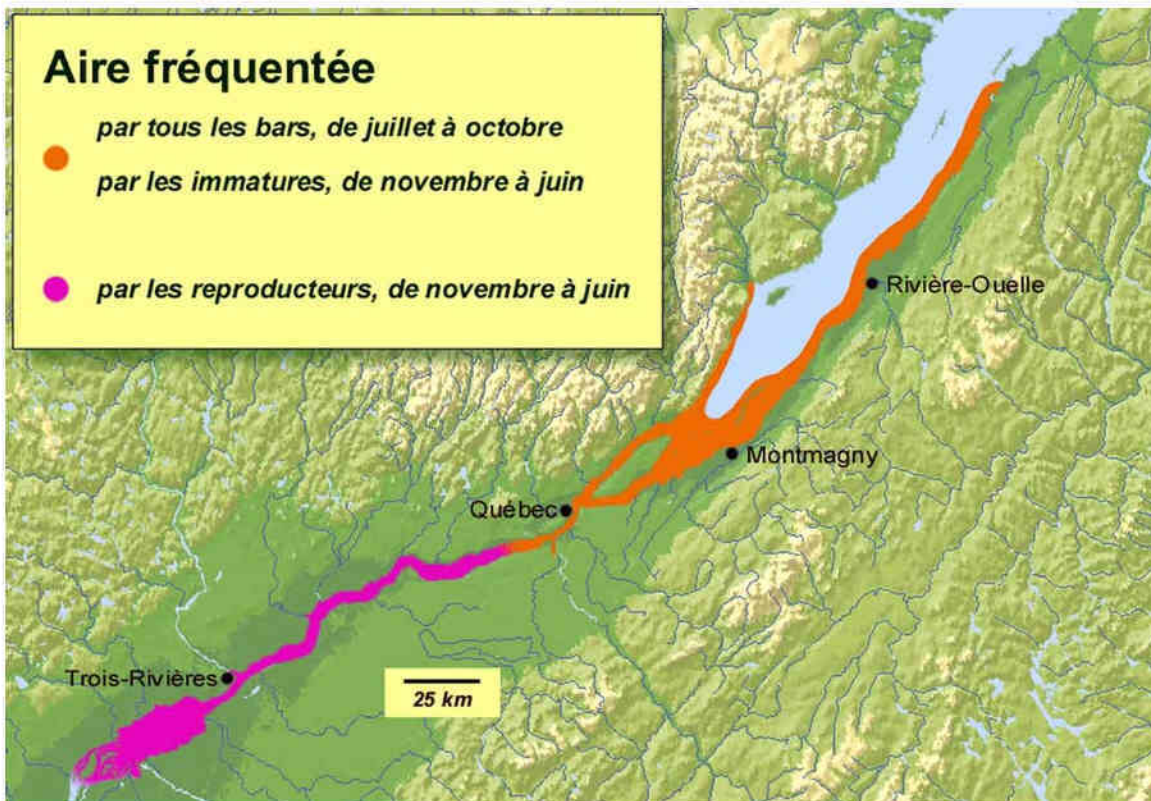 Aire fréquentée
par tous les bars, de juillet à octobre
par les immatures, de novembre à juin
par les reproducteurs, de novembre à juin
Rivière-Ouelle
Montmagny
Québec
Trois-Rivières
25 km